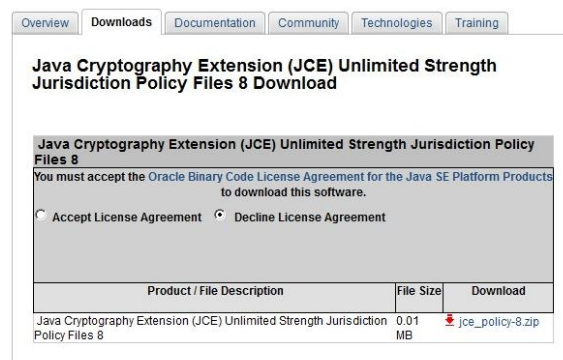 Overview Downloads Documentation Community Technologies Training
Java Cryptography Extension (JCE) Unlimited Strength
Jurisdiction Policy Files 8 Download
Java Cryptography Extension (JCE) Unlimited Strength Jurisdiction Policy
Files 8
You must accept the Oracle Binary Code License Agreement for the Java SE Platform Products
to download this software.
Accept License Agreement Decline License Agreement
Product / File Description File Size Download
Java Cryptography Extension (JCE) Unlimited Strength Jurisdiction 0.01 jce_policy-8.zip
Policy Files 8 MB